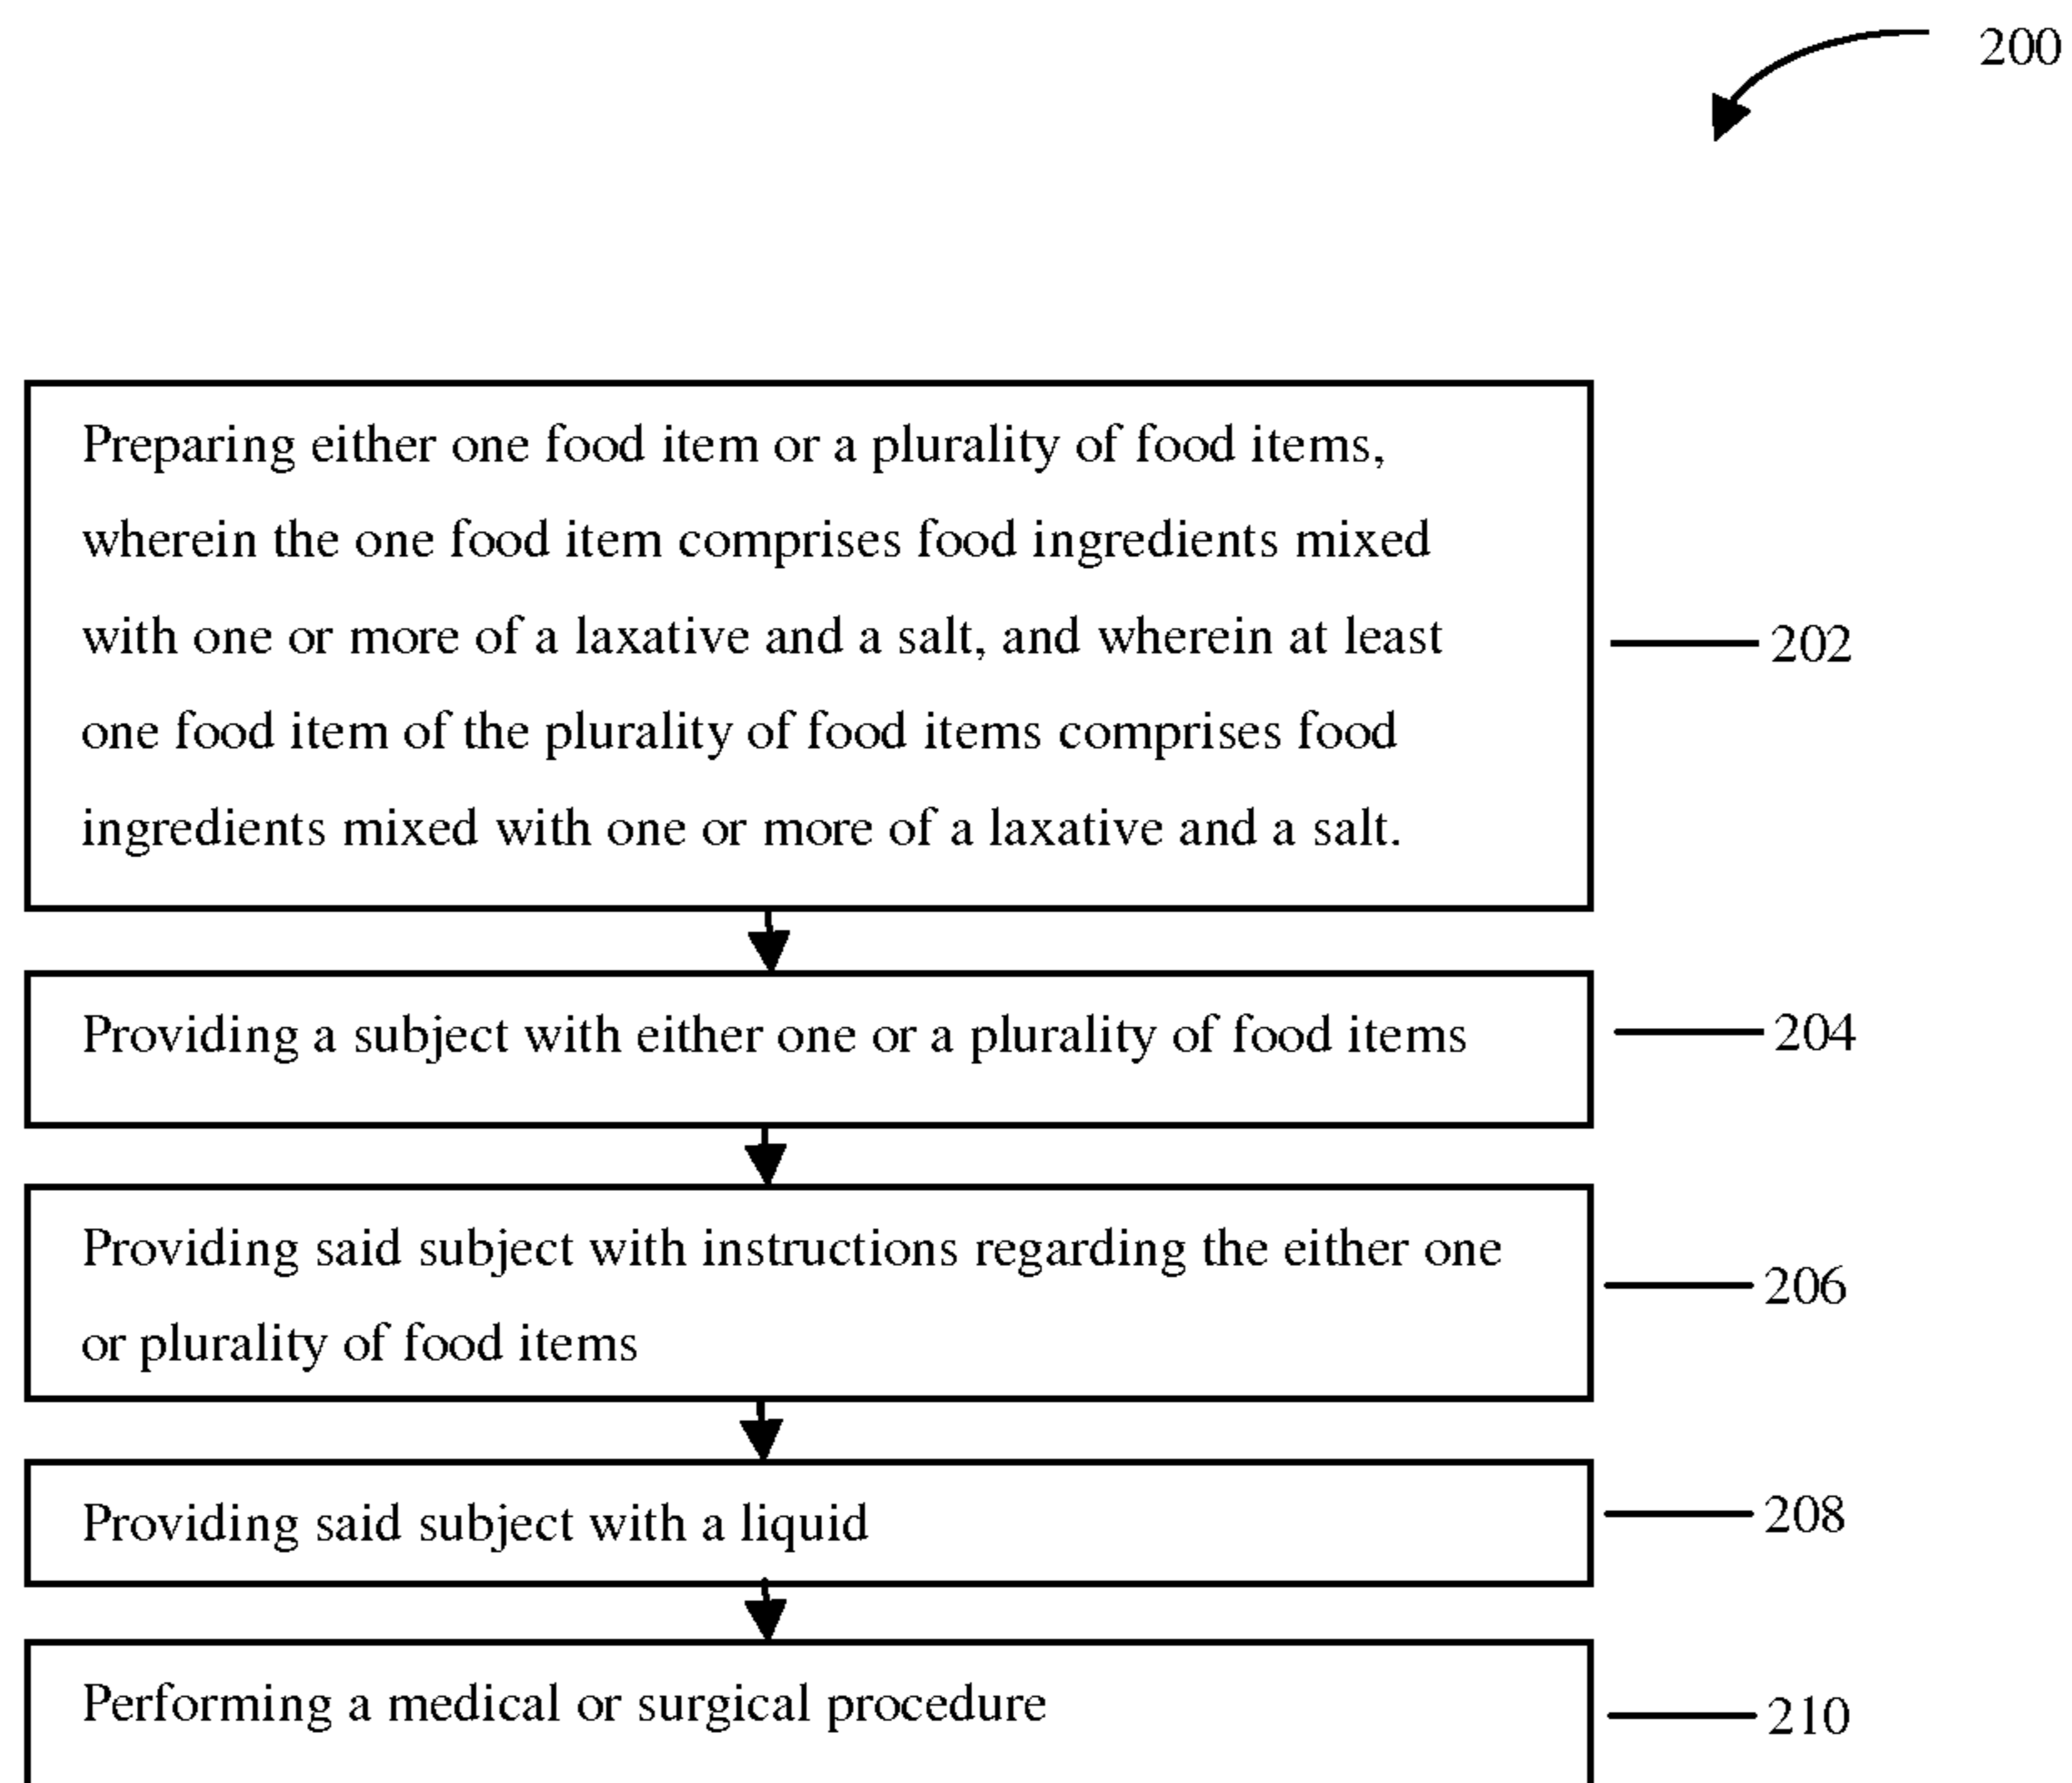 200
Preparing either one food item or a plurality of food items,
wherein the one food item comprises food ingredients mixed
with one or more of a laxative and a salt, and wherein at least
one food item of the plurality of food items comprises food
ingredients mixed with one or more of a laxative and a salt.
202
Providing a subject with either one or a plurality of food items
204
Providing said subject with instructions regarding the either one
or plurality of food items
206
Providing said subject with a liquid
208
Performing a medical or surgical procedure
210